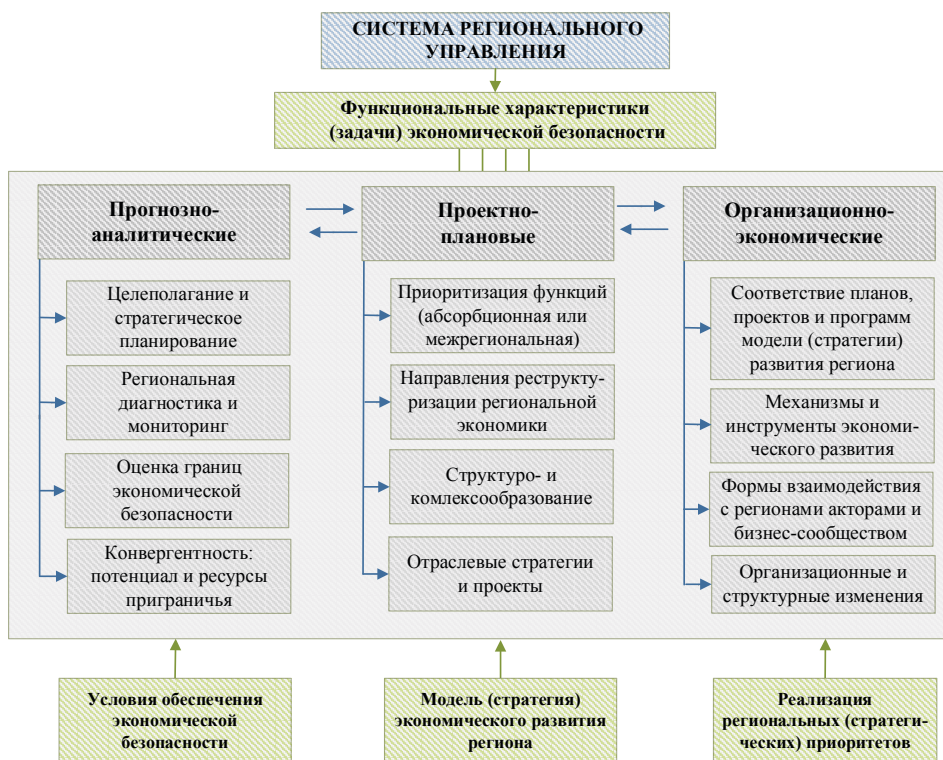 СИСТЕМА РЕГИОНАЛЬНОГО
УПРАВЛЕНИЯ
Функциональные характеристики
(задачи) экономической безопасности
Прогнозно-
аналитические
Целеполагание и
стратегическое
планирование
Региональная
диагностика и
мониторинг
Оценка границ
экономической
безопасности
Конвергентность:
потенциал и ресурсы
приграничья
Проектно-
плановые
Приоритизация функций
(абсорбционная или
межрегиональная)
Направления реструкту-
ризации региональной
экономики
Структуро- и
комлексообразование
Отраслевые стратегии
и проекты
Организационно-
экономические
Соответствие планов,
проектов и программ
модели (стратегии)
развития региона
Механизмы и
инструменты экономи-
ческого развития
Формы взаимодействия
с регионами акторами и
бизнес-сообществом
Организационные и
структурные изменения
Условия обеспечения
экономической
безопасности
Модель (стратегия)
экономического развития
региона
Реализация
региональных (стратеги-
ческих) приоритетов